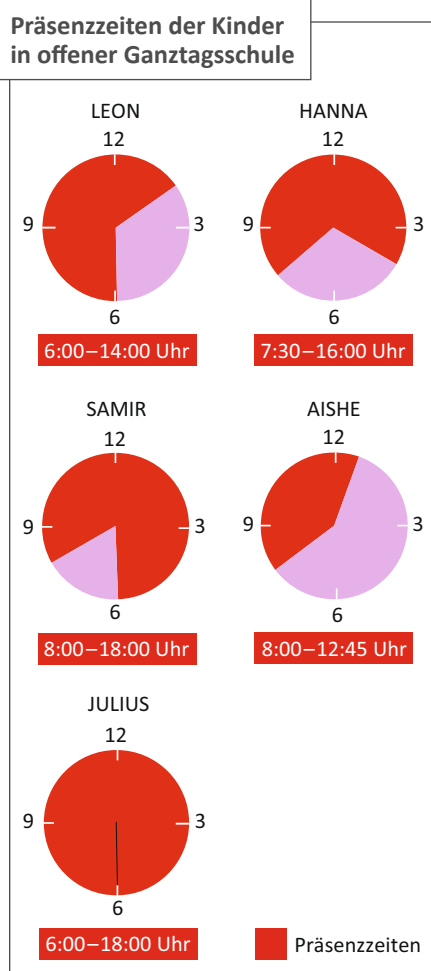 Präsenzzeiten der Kinder
in offener Ganztagsschule
LEON
12
9
3
6
6:00–14:00 Uhr
HANNA
12
9
3
6
7:30–16:00 Uhr
SAMIR
12
9
3
6
8:00–18:00 Uhr
AISHE
12
9
3
6
8:00–12:45 Uhr
JULIUS
12
9
3
6
6:00–18:00 Uhr
Präsenzzeiten